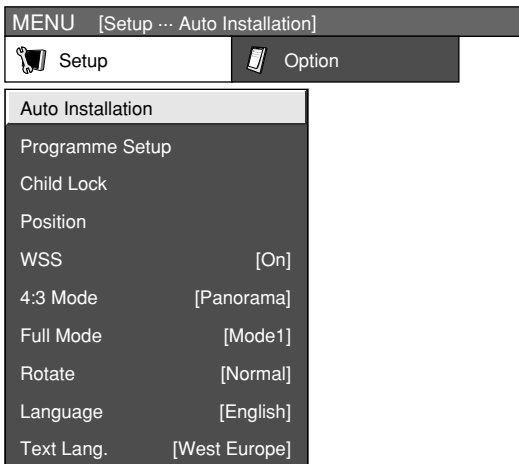 MENU [Setup ··· Auto Installation]
Setup Option
Auto Installation
Programme Setup
Child Lock
Position
WSS [On]
4:3 Mode [Panorama]
Full Mode [Mode1]
Rotate [Normal]
Language [English]
Text Lang. [West Europe]